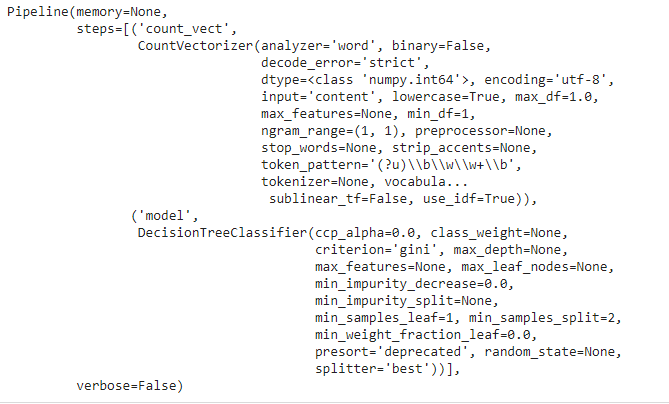 Pipeline(memory=None,
         steps=[('count_vect',
                 CountVectorizer(analyzer='word', binary=False,
                                 decode_error='strict',
                                 dtype=<class 'numpy.int64'>, encoding='utf-8',
                                 input='content', lowercase=True, max_df=1.0,
                                 max_features=None, min_df=1,
                                 ngram_range=(1, 1), preprocessor=None,
                                 stop_words=None, strip_accents=None,
                                 token_pattern='(?u)\\b\\w\\w+\\b',
                                 tokenizer=None, vocabula...
                                  sublinear_tf=False, use_idf=True)),
                ('model',
                 DecisionTreeClassifier(ccp_alpha=0.0, class_weight=None,
                                        criterion='gini', max_depth=None,
                                        max_features=None, max_leaf_nodes=None,
                                        min_impurity_decrease=0.0,
                                        min_impurity_split=None,
                                        min_samples_leaf=1, min_samples_split=2,
                                        min_weight_fraction_leaf=0.0,
                                        presort='deprecated', random_state=None,
                                        splitter='best'))],
         verbose=False)